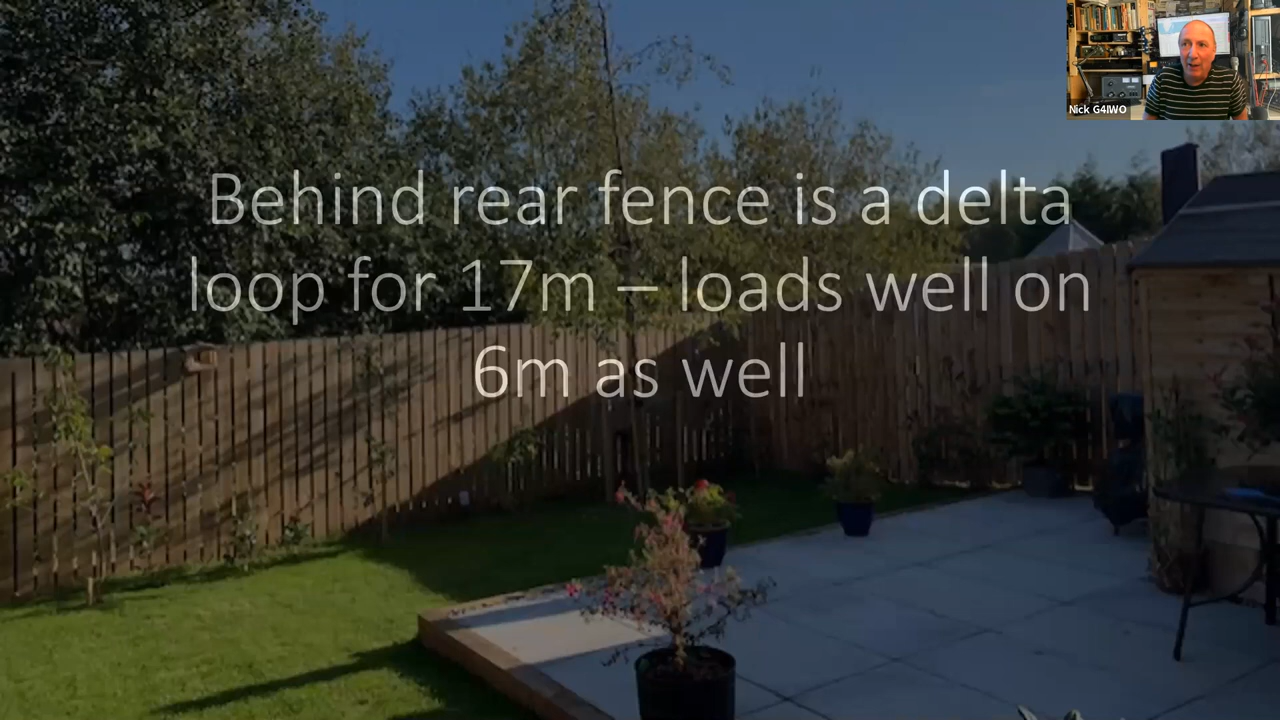 Nick G4IWO
Behind rear fence is a delta
loop for 17m – loads well on
6m as well